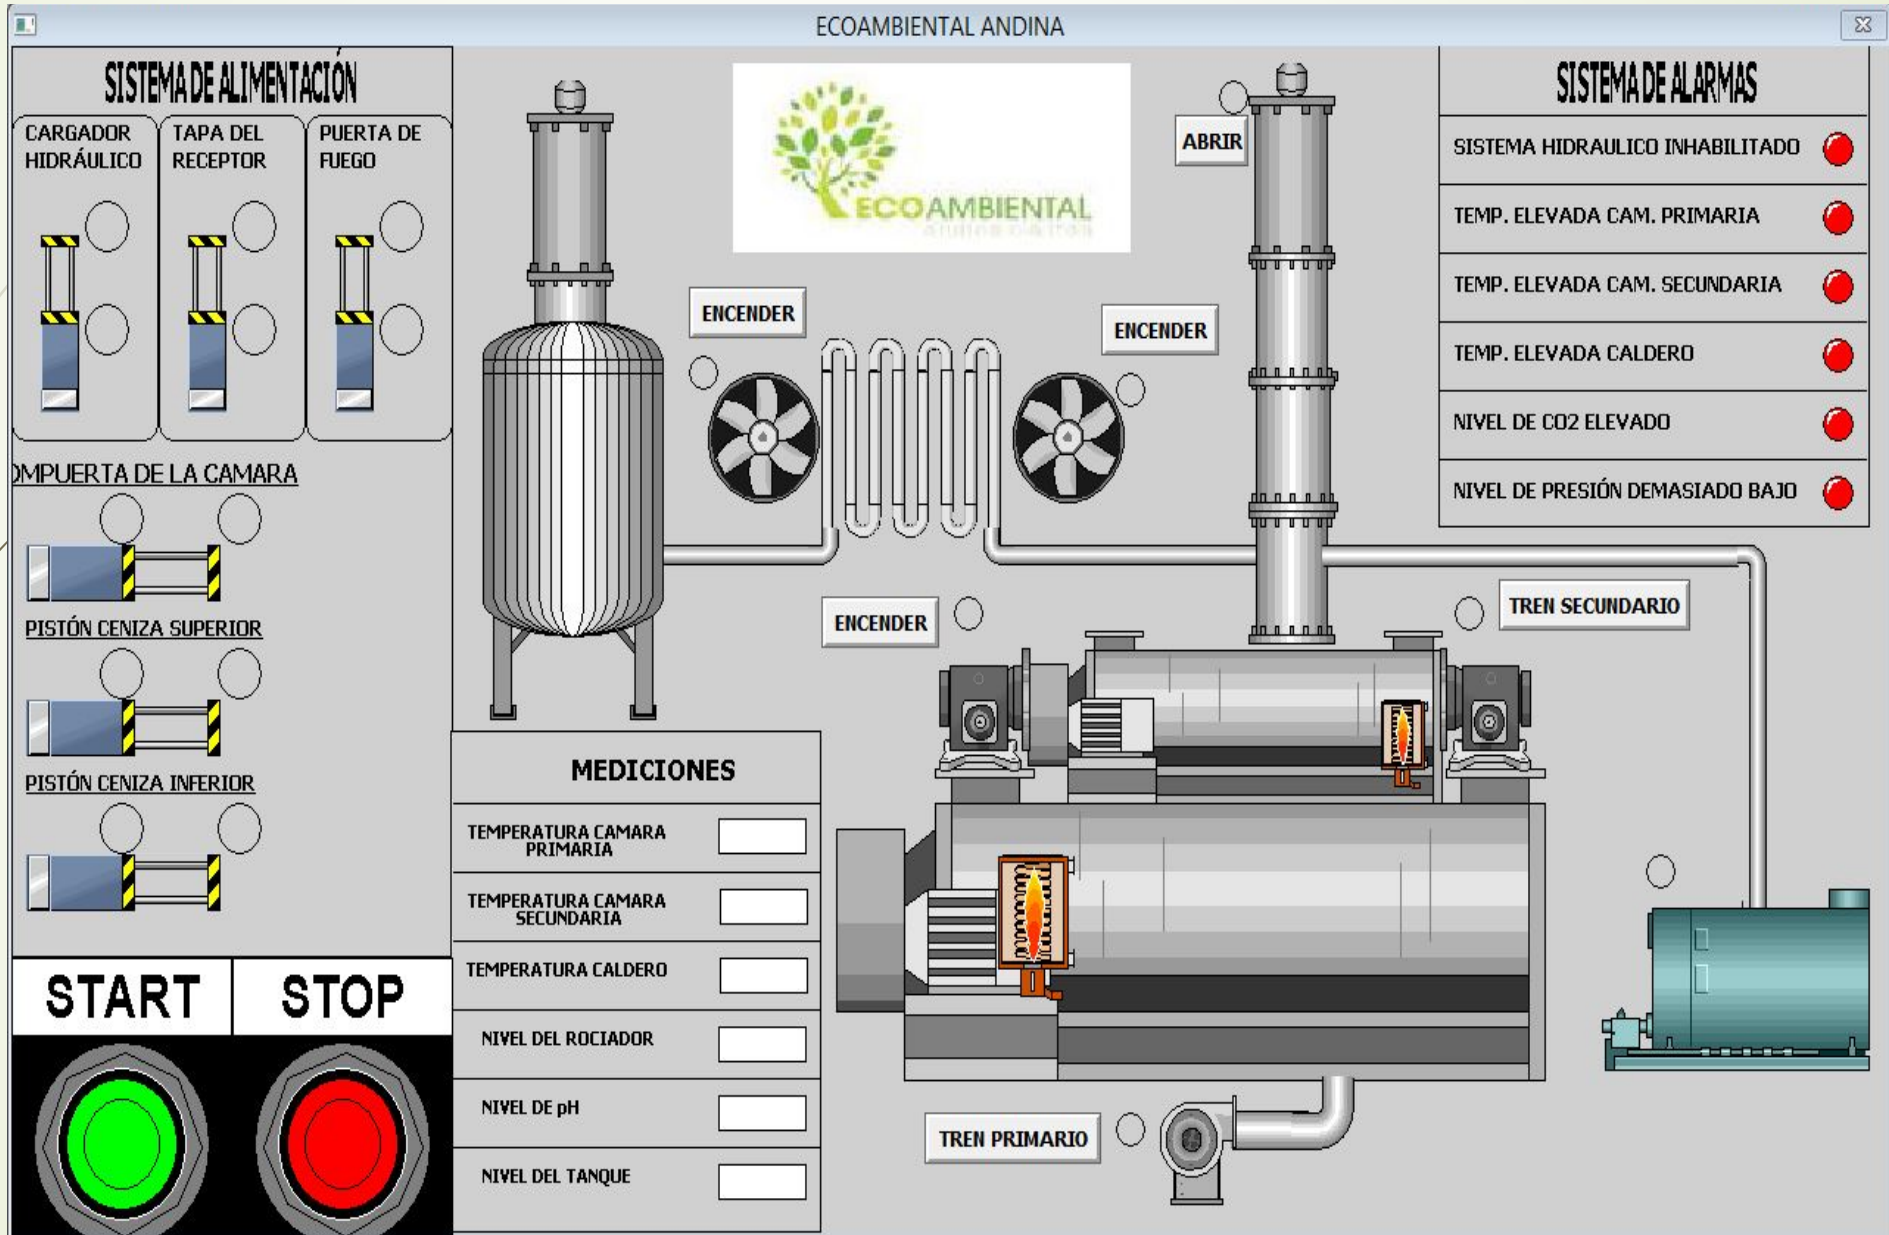 ECOAMBIENTAL ANDINA
SISTEMA DE ALIMENTACIÓN
CARGADOR
HIDRÁULICO
TAPA DEL
RECEPTOR
PUERTA DE
FUEGO
OMPUERTA DE LA CAMARA
PISTÓN CENIZA SUPERIOR
PISTÓN CENIZA INFERIOR
START
STOP
ECOAMBIENTAL
ABRIR
ENCENDER
ENCENDER
ENCENDER
TREN SECUNDARIO
TREN PRIMARIO
MEDICIONES
TEMPERATURA CAMARA
PRIMARIA
TEMPERATURA CAMARA
SECUNDARIA
TEMPERATURA CALDERO
NIVEL DEL ROCIADOR
NIVEL DE pH
NIVEL DEL TANQUE
SISTEMA DE ALARMAS
SISTEMA HIDRAULICO INHABILITADO
TEMP. ELEVADA CAM. PRIMARIA
TEMP. ELEVADA CAM. SECUNDARIA
TEMP. ELEVADA CALDERO
NIVEL DE CO2 ELEVADO
NIVEL DE PRESIÓN DEMASIADO BAJO